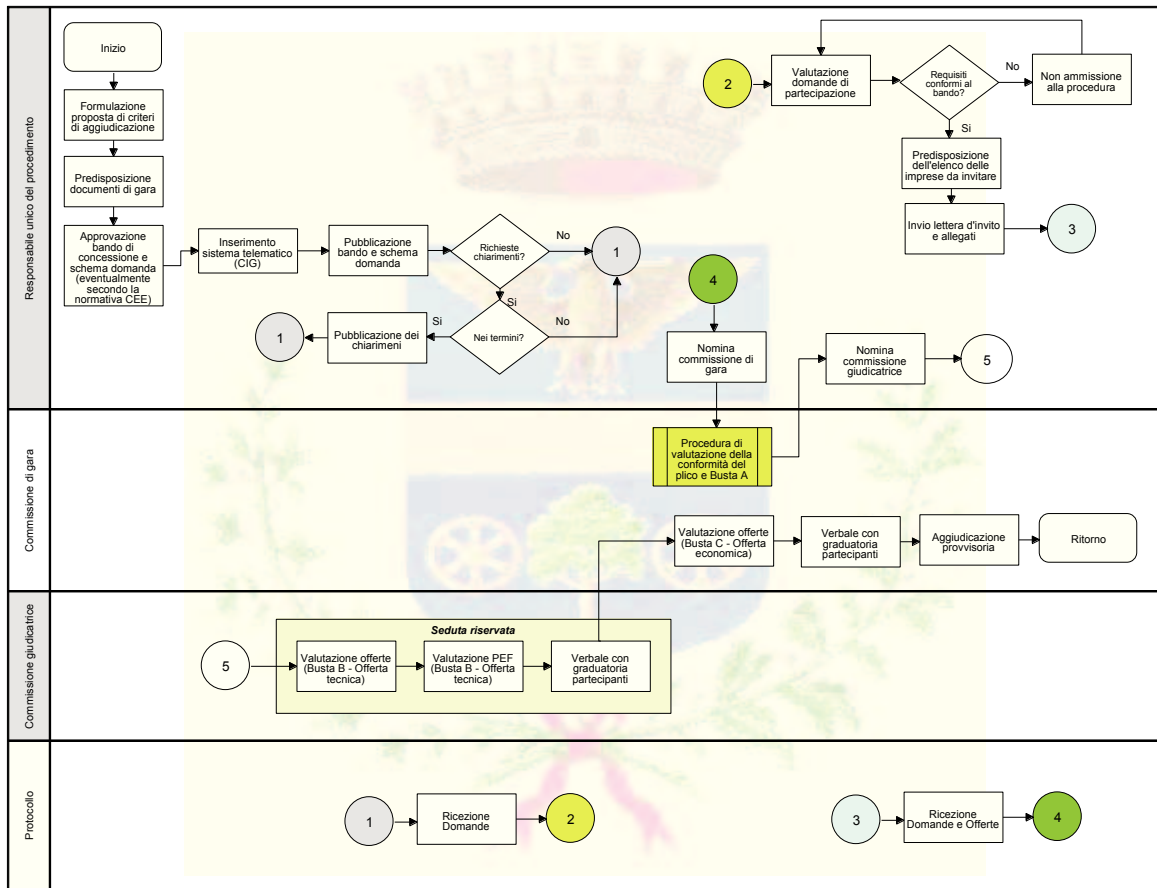 Responsabile unico del procedimento
Inizio
Formulazione
proposta di criteri
di aggiudicazione
Predisposizione
documenti di gara
Approvazione
bando di
concessione e
schema domanda
(eventualmente
secondo la
normativa CEE)
Inserimento
sistema telematico
(CIG)
Pubblicazione
bando e schema
domanda
Richieste
chiarimenti?
No
1
Si
Nei termini?
No
Si
Pubblicazione dei
chiarimeni
1
2
Valutazione
domande di
partecipazione
Requisiti
conformi al
bando?
No
Non ammissione
alla procedura
Si
Predisposizione
dell'elenco delle
imprese da invitare
Invio lettera d'invito
e allegati
3
4
Nomina
commissione di
gara
Nomina
commissione
giudicatrice
5
Commissione di gara
Procedura di
valutazione della
conformità del
plico e Busta A
Valutazione offerte
(Busta C - Offerta
economica)
Verbale con
graduatoria
partecipanti
Aggiudicazione
provvisoria
Ritorno
Commissione giudicatrice
Seduta riservata
5
Valutazione offerte
(Busta B - Offerta
tecnica)
Valutazione PEF
(Busta B - Offerta
tecnica)
Verbale con
graduatoria
partecipanti
Protocollo
1
Ricezione
Domande
2
3
Ricezione
Domande e Offerte
4